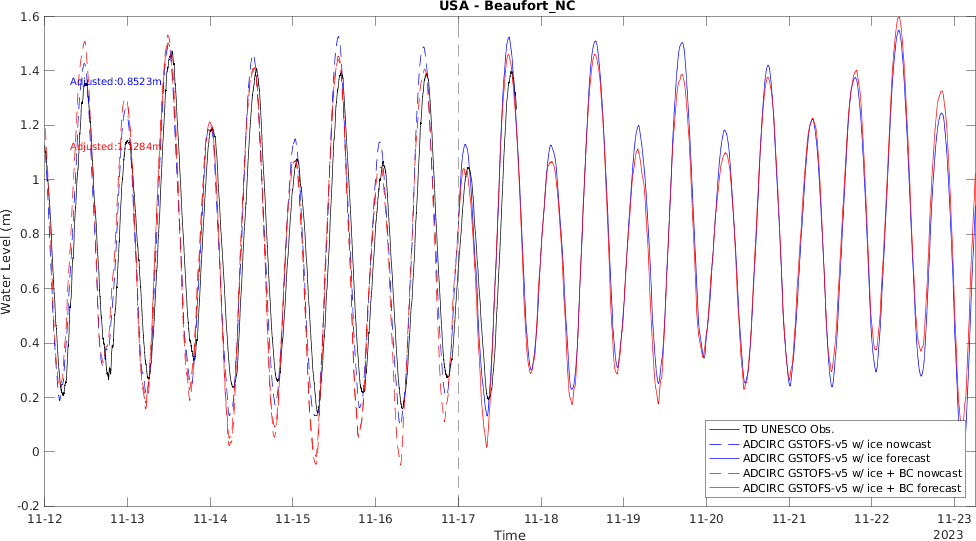 USA - Beaufort_NC
1.6
1.4
1.2
1
0.8
0.6
0.4
0.2
0
-0.2
Water Level (m)
Adjusted:0.8523m
Adjusted:1.1284m
TD UNESCO Obs.
ADCIRC GSTOFS-v5 w/ ice nowcast
ADCIRC GSTOFS-v5 w/ ice forecast
ADCIRC GSTOFS-v5 w/ ice + BC nowcast
ADCIRC GSTOFS-v5 w/ ice + BC forecast
11-12 11-13 11-14 11-15 11-16 11-17 11-18 11-19 11-20 11-21 11-22 11-23
Time
2023